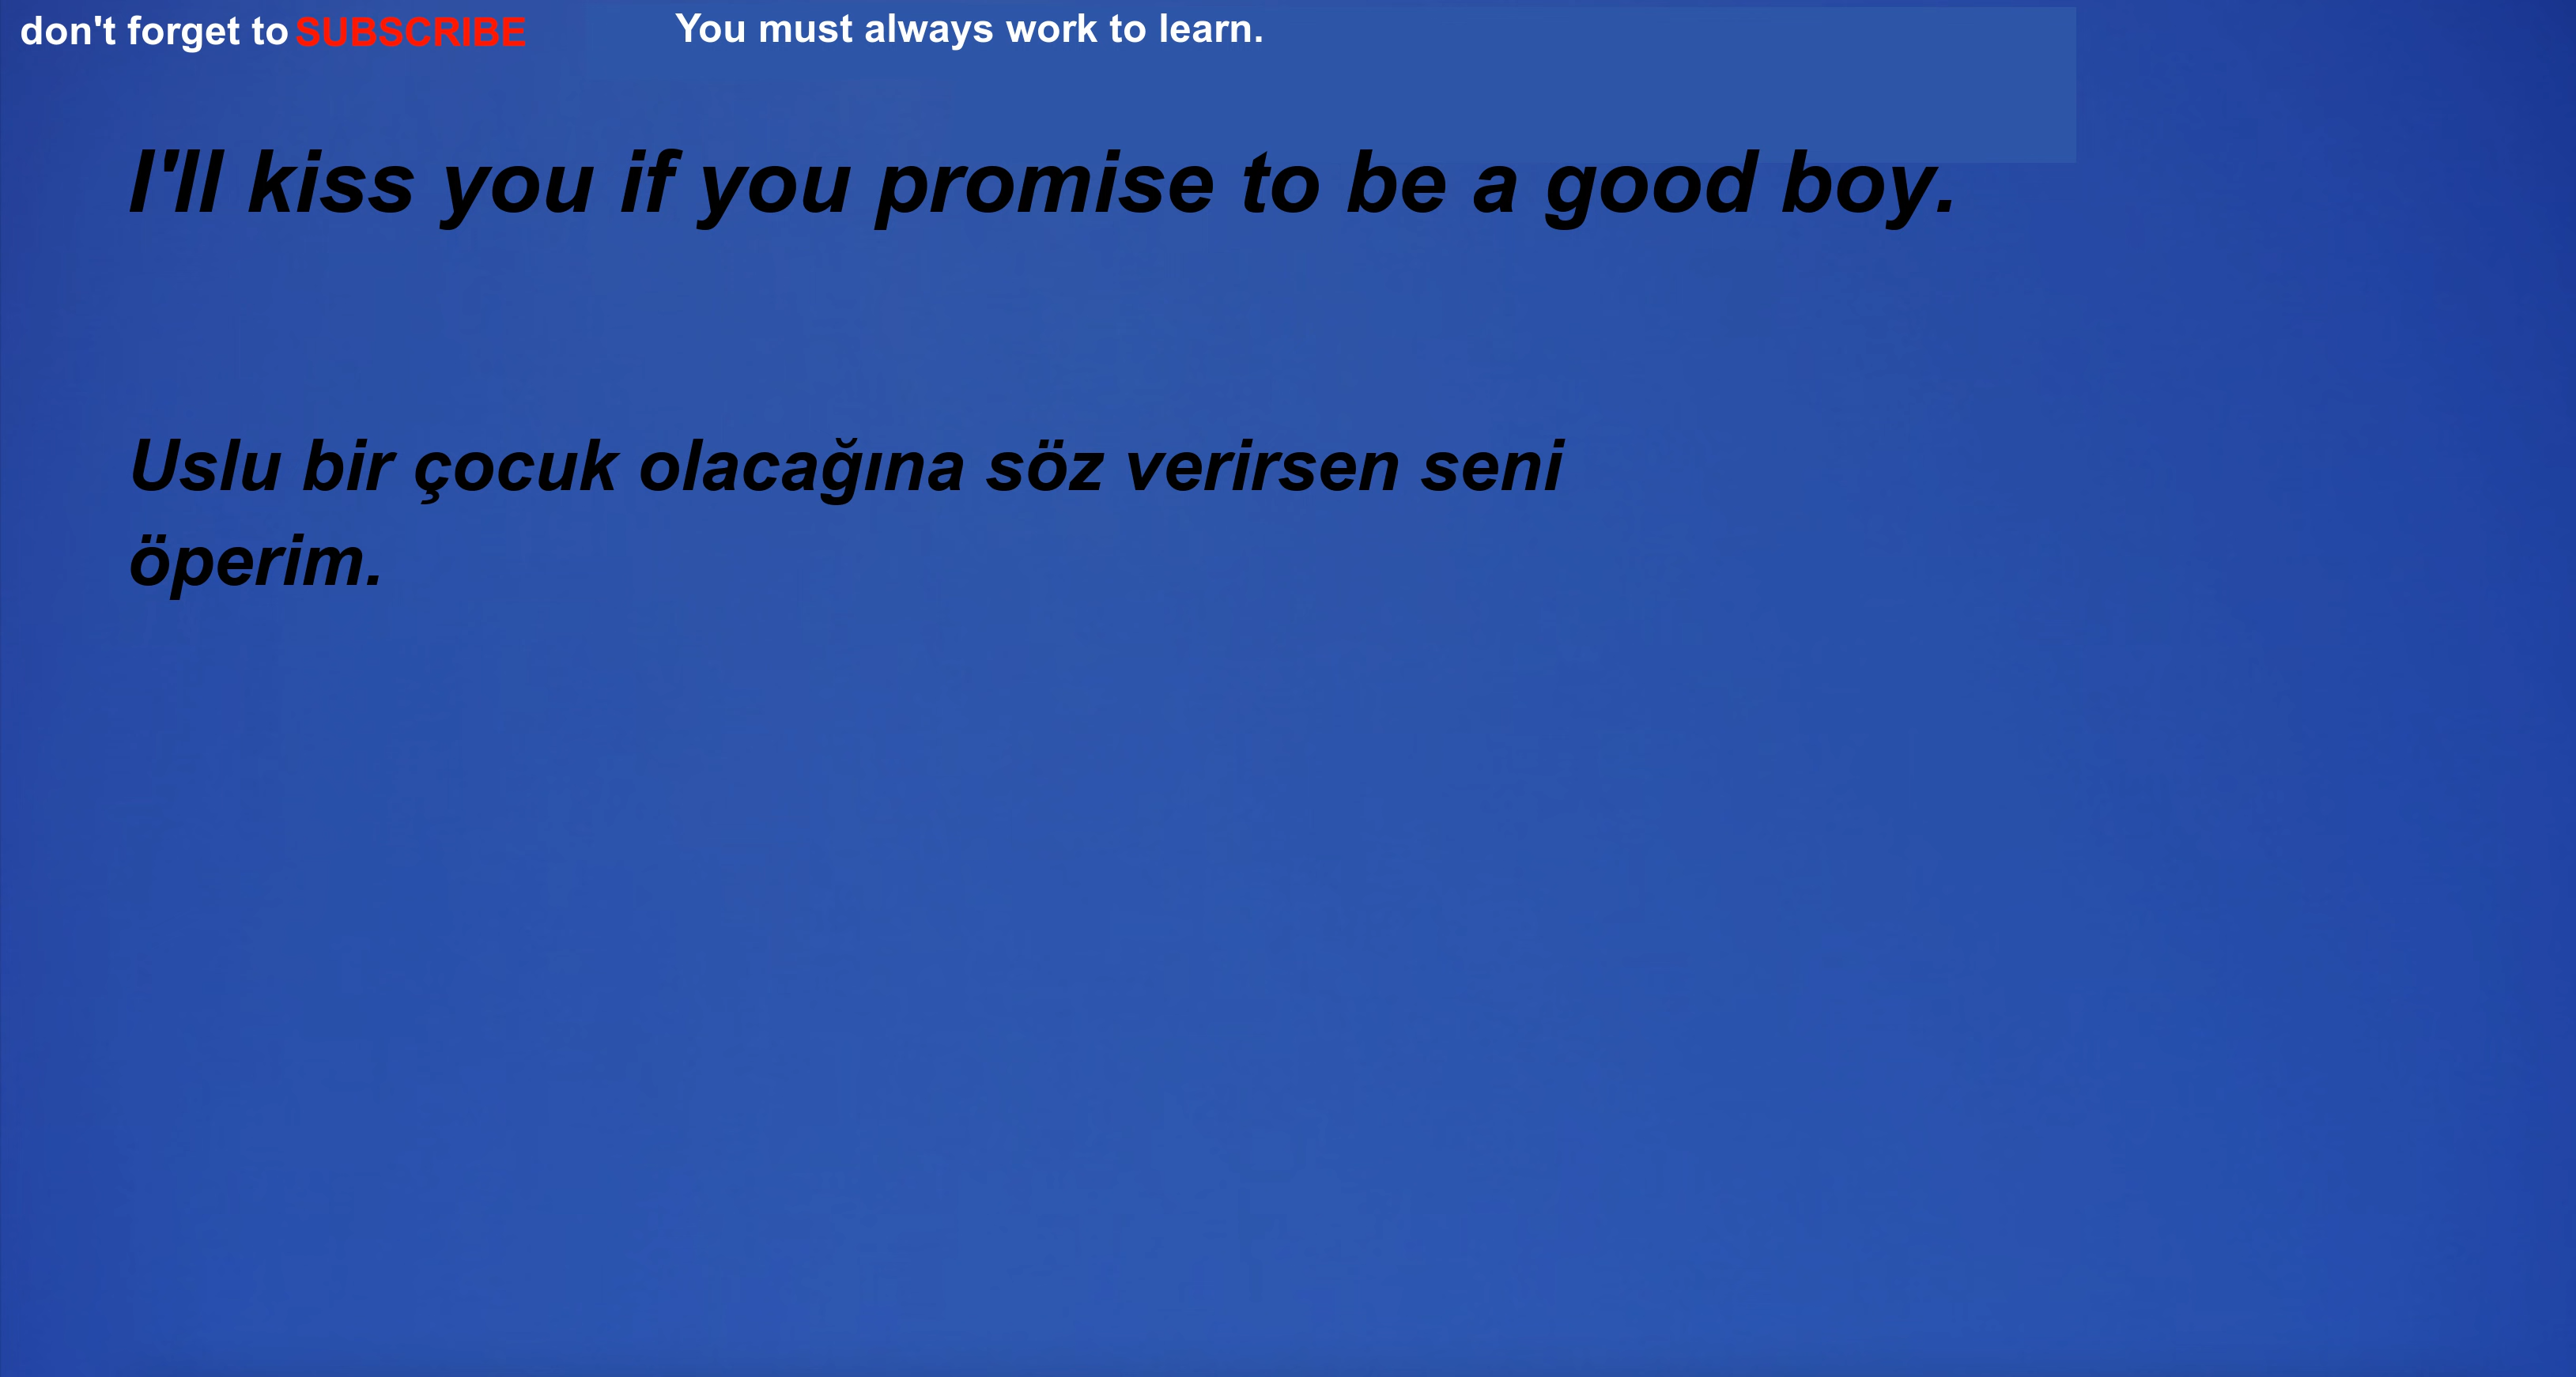 don't forget to SUBSCRIBE
You must always work to learn.
I'll kiss you if you promise to be a good boy.
Uslu bir çocuk olacağına söz verirsen seni
öperim.